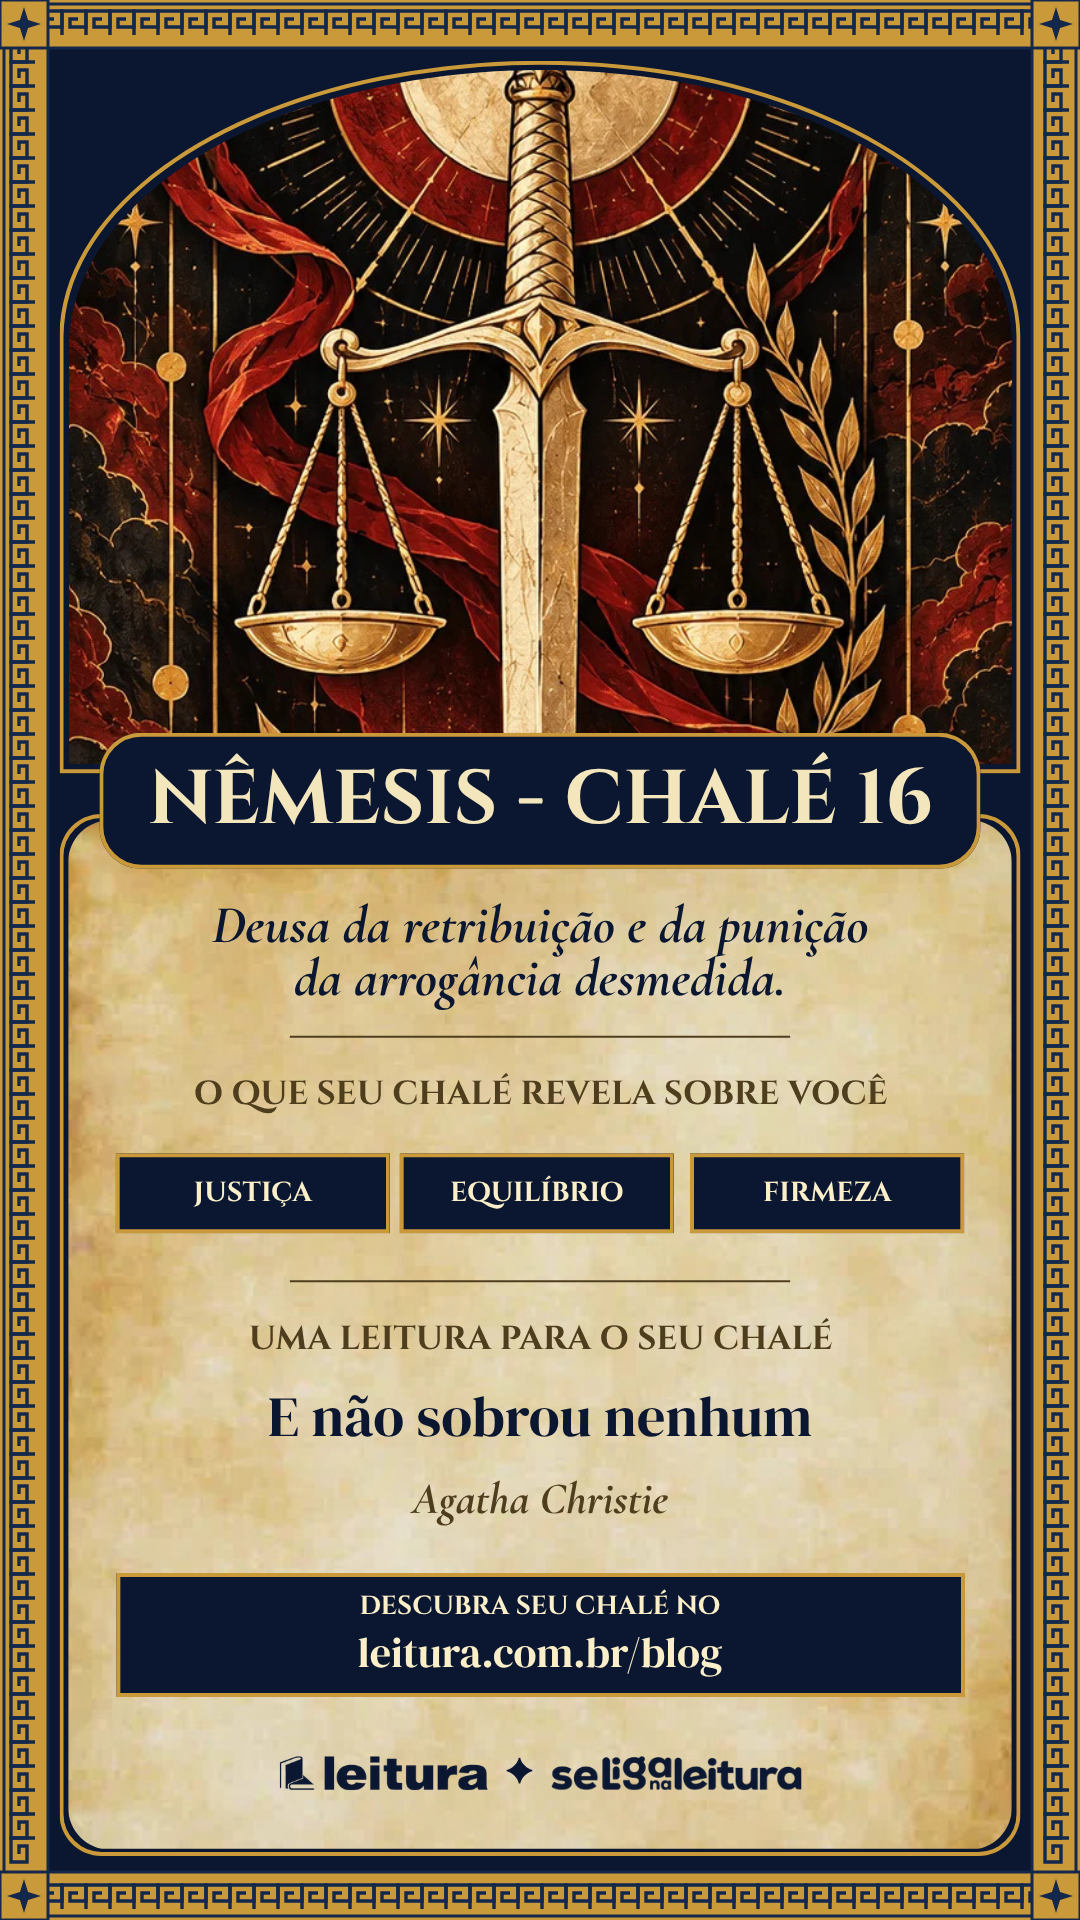 NÊMESIS - CHALÉ 16
Deusa da retribuição e da punição
da arrogância desmedida.
O QUE SEU CHALÉ REVELA SOBRE VOCÊ
JUSTIÇA
EQUILÍBRIO
FIRMEZA
UMA LEITURA PARA O SEU CHALÉ
E não sobrou nenhum
Agatha Christie
DESCUBRA SEU CHALÉ NO
leitura.com.br/blog
leitura ✦ seliganaleitura